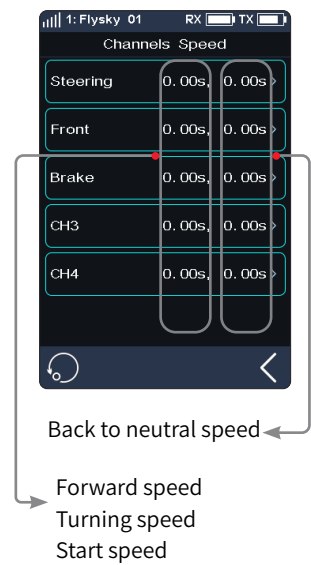 1: Flysky 01 RX TX
Channels Speed
Steering 0.00s, 0.00s >
Front 0.00s, 0.00s >
Brake 0.00s, 0.00s >
CH3 0.00s, 0.00s >
CH4 0.00s, 0.00s >
Back to neutral speed
Forward speed
Turning speed
Start speed